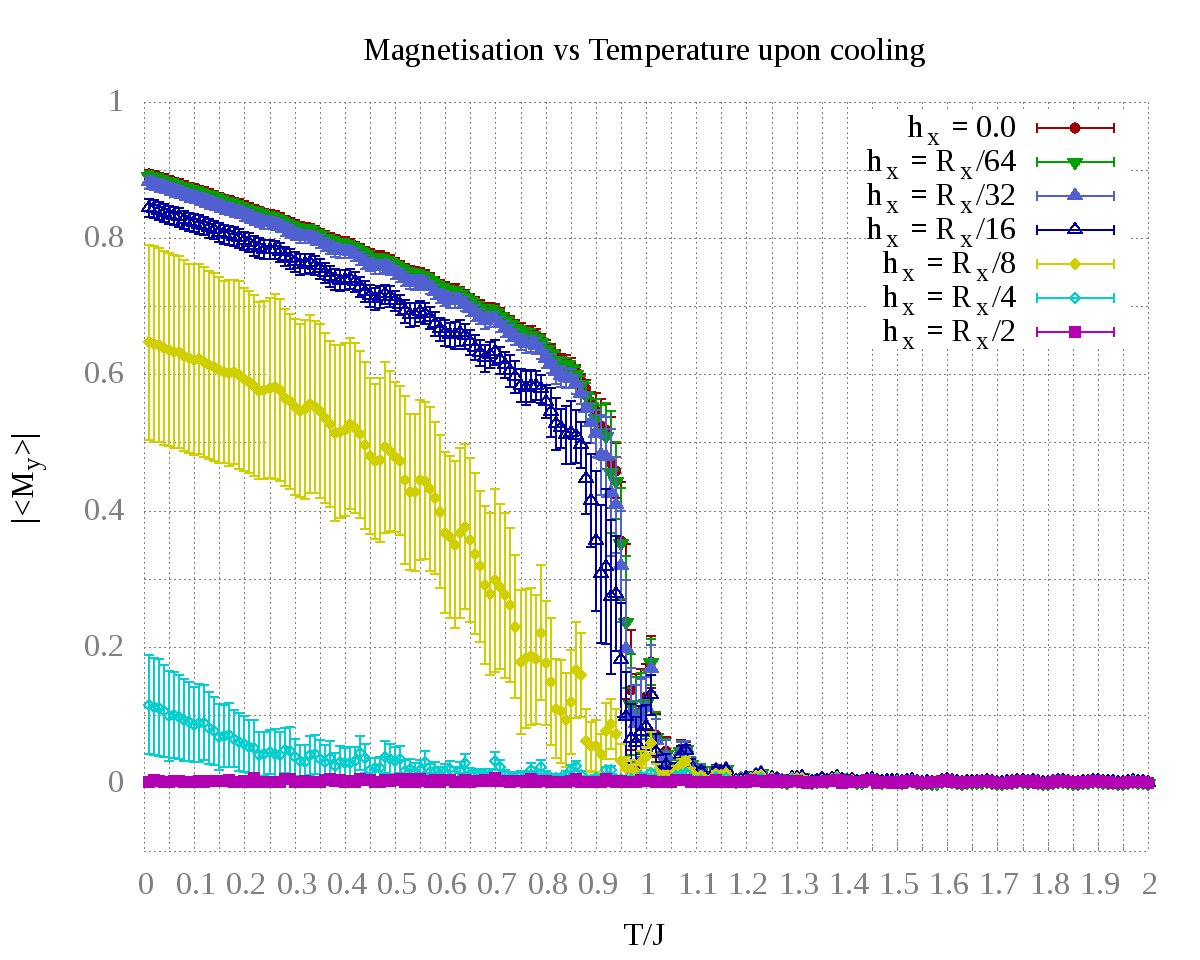 Magnetisation vs Temperature upon cooling
|<M_y>|
1
0.8
0.6
0.4
0.2
0
h_x = 0.0
h_x = R_x/64
h_x = R_x/32
h_x = R_x/16
h_x = R_x/8
h_x = R_x/4
h_x = R_x/2
0 0.1 0.2 0.3 0.4 0.5 0.6 0.7 0.8 0.9 1 1.1 1.2 1.3 1.4 1.5 1.6 1.7 1.8 1.9 2
T/J